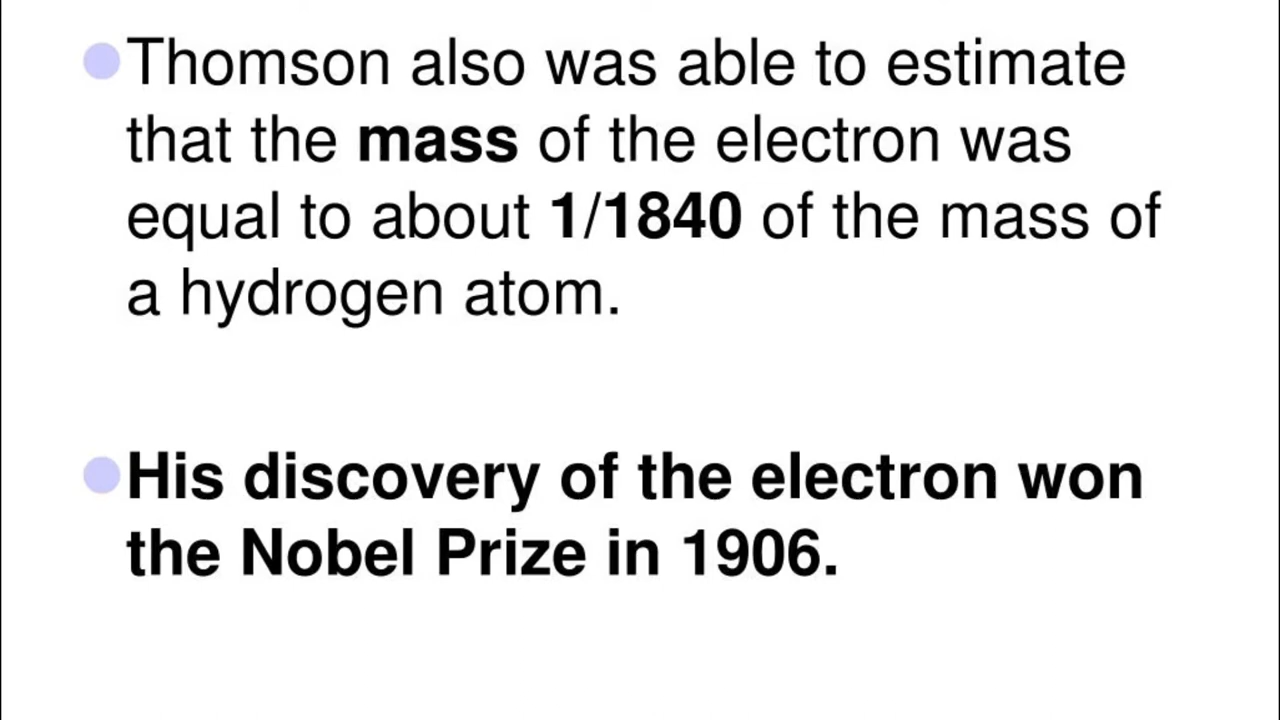 Thomson also was able to estimate
that the mass of the electron was
equal to about 1/1840 of the mass of
a hydrogen atom.
His discovery of the electron won
the Nobel Prize in 1906.